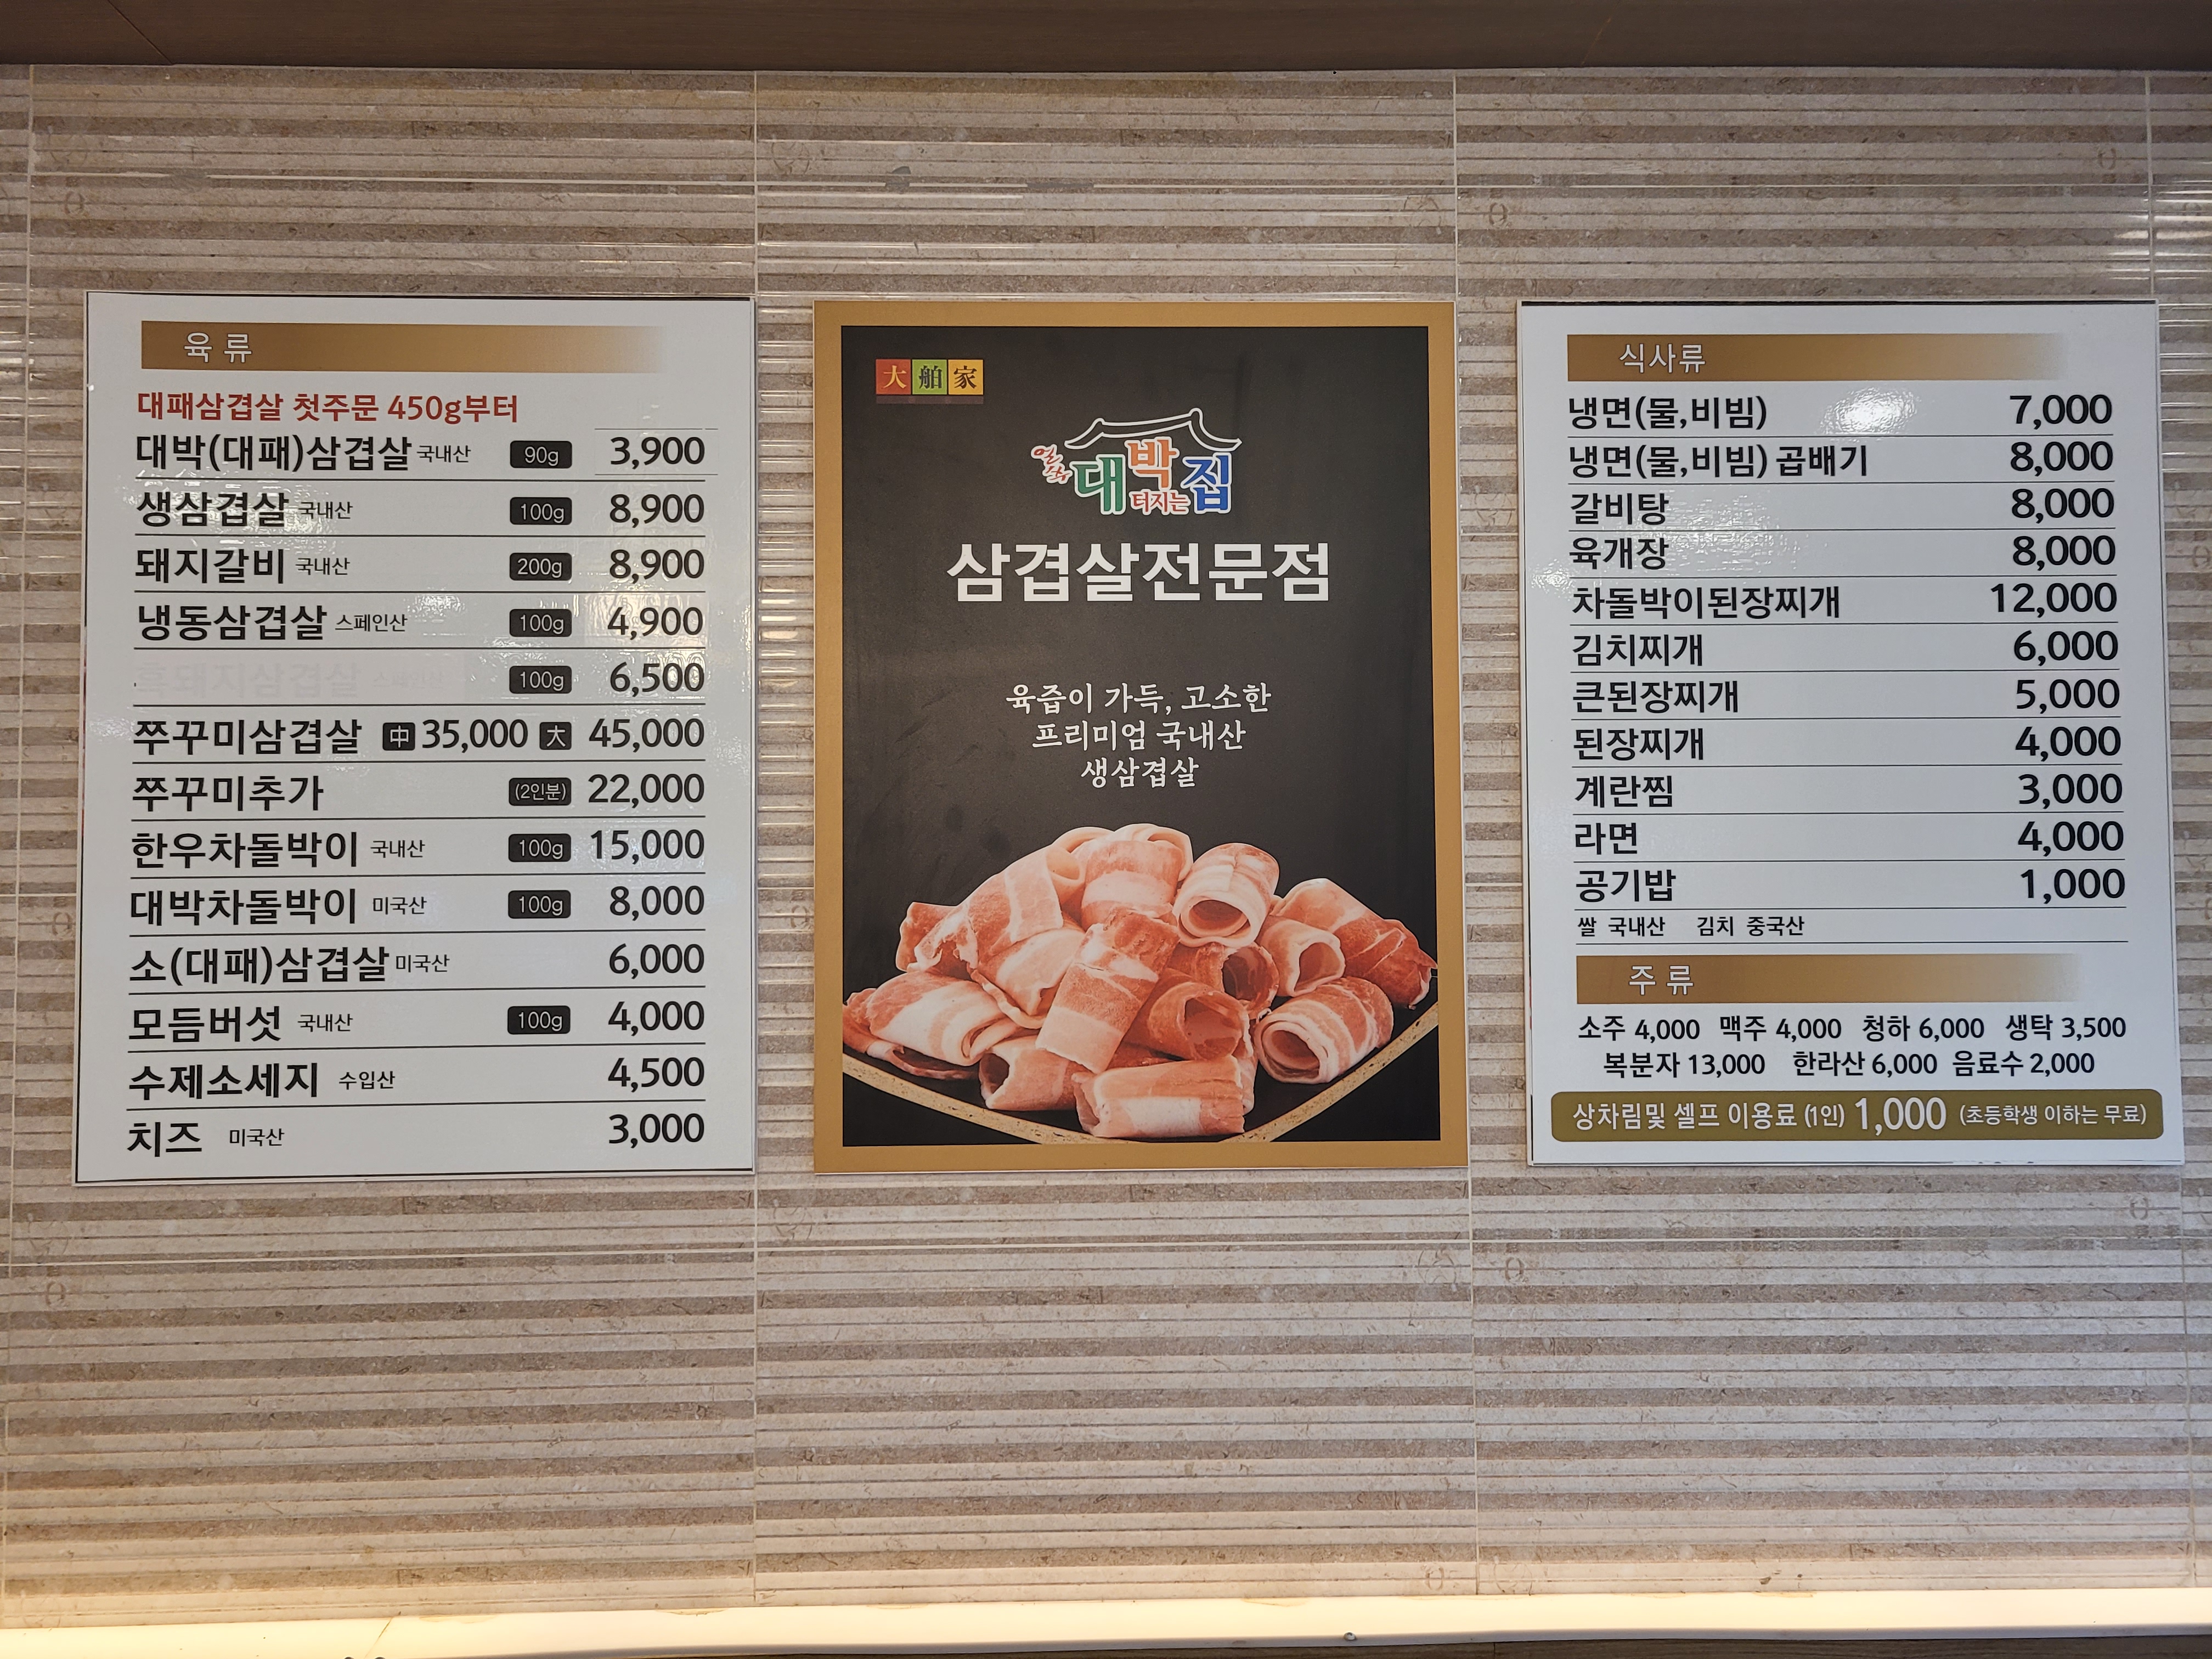 육류
대패삼겹살 첫주문 450g부터
대박(대패)삼겹살 국내산 90g 3,900
생삼겹살 국내산 100g 8,900
돼지갈비 국내산 200g 8,900
냉동삼겹살 스페인산 100g 4,900
흑돼지삼겹살 100g 6,500
쭈꾸미삼겹살 中 35,000 大 45,000
쭈꾸미추가 (2인분) 22,000
한우차돌박이 국내산 100g 15,000
대박차돌박이 미국산 100g 8,000
소(대패)삼겹살 미국산 6,000
모듬버섯 국내산 100g 4,000
수제소세지 수입산 4,500
치즈 미국산 3,000
大舶家
대박
터지는 집
삼겹살전문점
육즙이 가득, 고소한
프리미엄 국내산
생삼겹살
식사류
냉면(물,비빔) 7,000
냉면(물,비빔) 곱배기 8,000
갈비탕 8,000
육개장 8,000
차돌박이된장찌개 12,000
김치찌개 6,000
큰된장찌개 5,000
된장찌개 4,000
계란찜 3,000
라면 4,000
공기밥 1,000
쌀 국내산 김치 중국산
주류
소주 4,000 맥주 4,000 청하 6,000 생탁 3,500
복분자 13,000 한라산 6,000 음료수 2,000
상차림및 셀프 이용료 (1인) 1,000 (초등학생 이하는 무료)